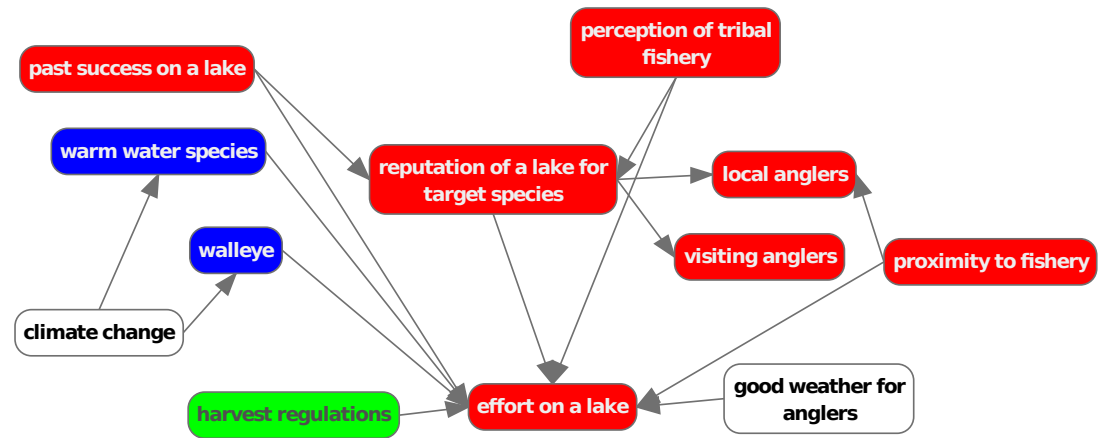 perception of tribal
fishery
past success on a lake
warm water species
reputation of a lake for
target species
local anglers
walleye
visiting anglers
proximity to fishery
climate change
good weather for
anglers
harvest regulations
effort on a lake